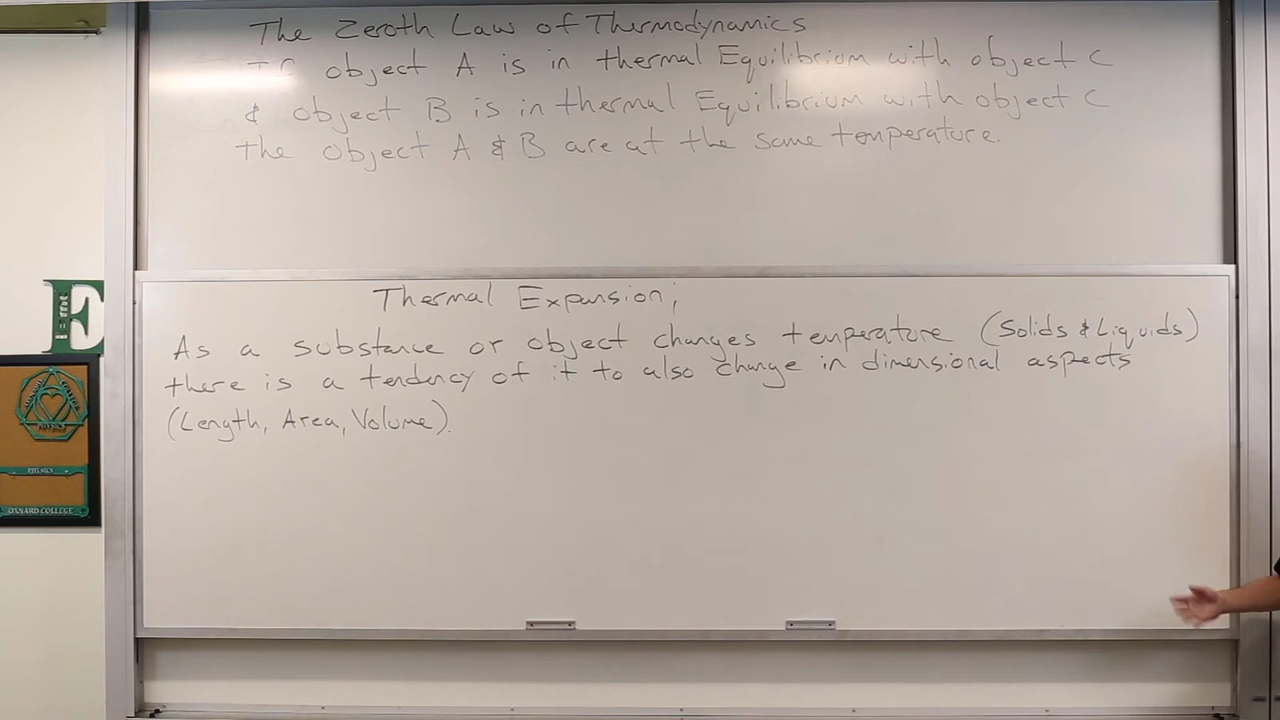 The Zeroth Law of Thermodynamics
If object A is in thermal Equilibrium with object C
& object B is in thermal Equilibrium with object C
the object A & B are at the same temperature.
Thermal Expansion;
As a substance or object changes temperature (Solids & Liquids)
there is a tendency of it to also change in dimensional aspects
(Length, Area, Volume).
E
PHYSICS
PHYSICS
OXNARD COLLEGE